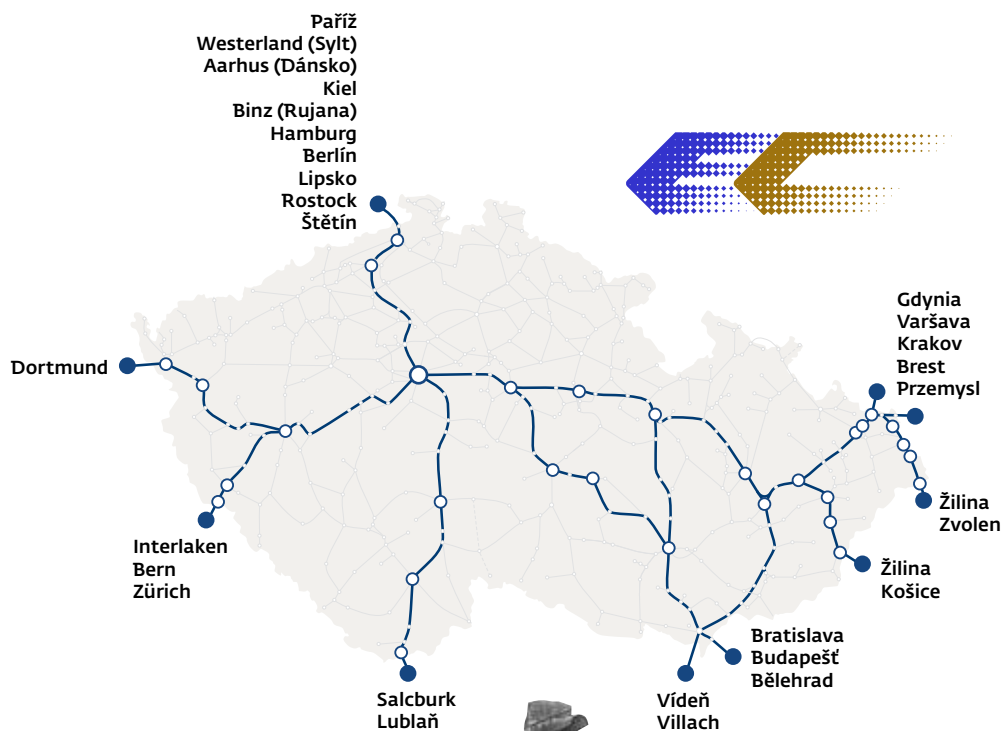 Paříž
Westerland (Sylt)
Aarhus (Dánsko)
Kiel
Binz (Rujana)
Hamburg
Berlín
Lipsko
Rostock
Štětín
Gdynia
Varšava
Krakov
Brest
Przemysl
Dortmund
Žilina
Zvolen
Interlaken
Bern
Zürich
Žilina
Košice
Bratislava
Budapešť
Bělehrad
Salcburk
Lublaň
Vídeň
Villach